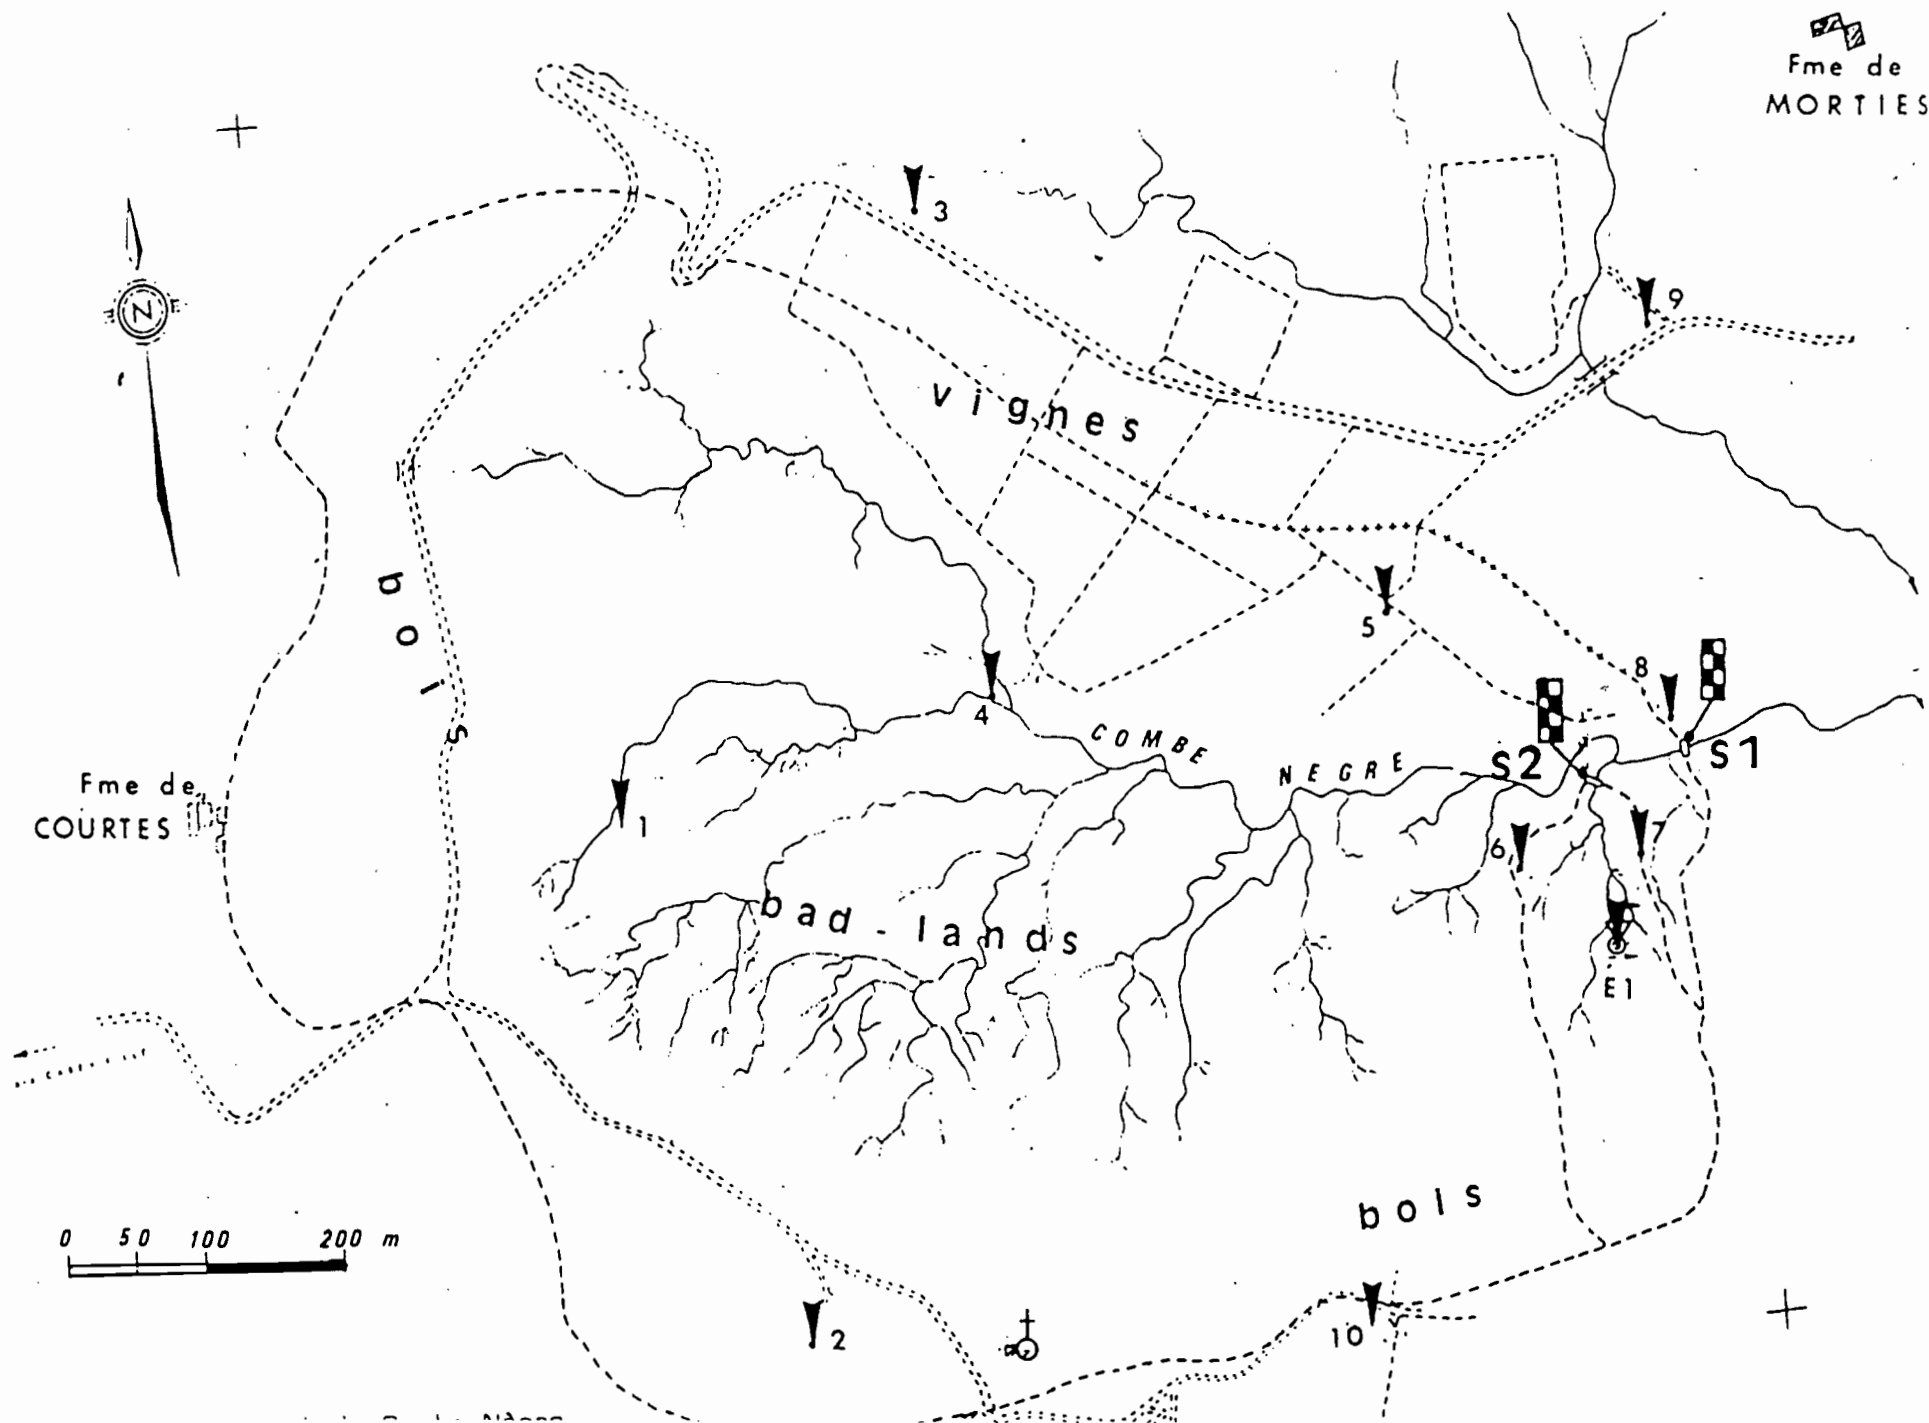 Fme de
MORTIES
3
N
9
vignes
bois
5
8
4
COMBE NEGRE
S2
S1
Fme de
COURTES
1
6
7
bad-lands
E1
bois
0 50 100 200 m
2
10